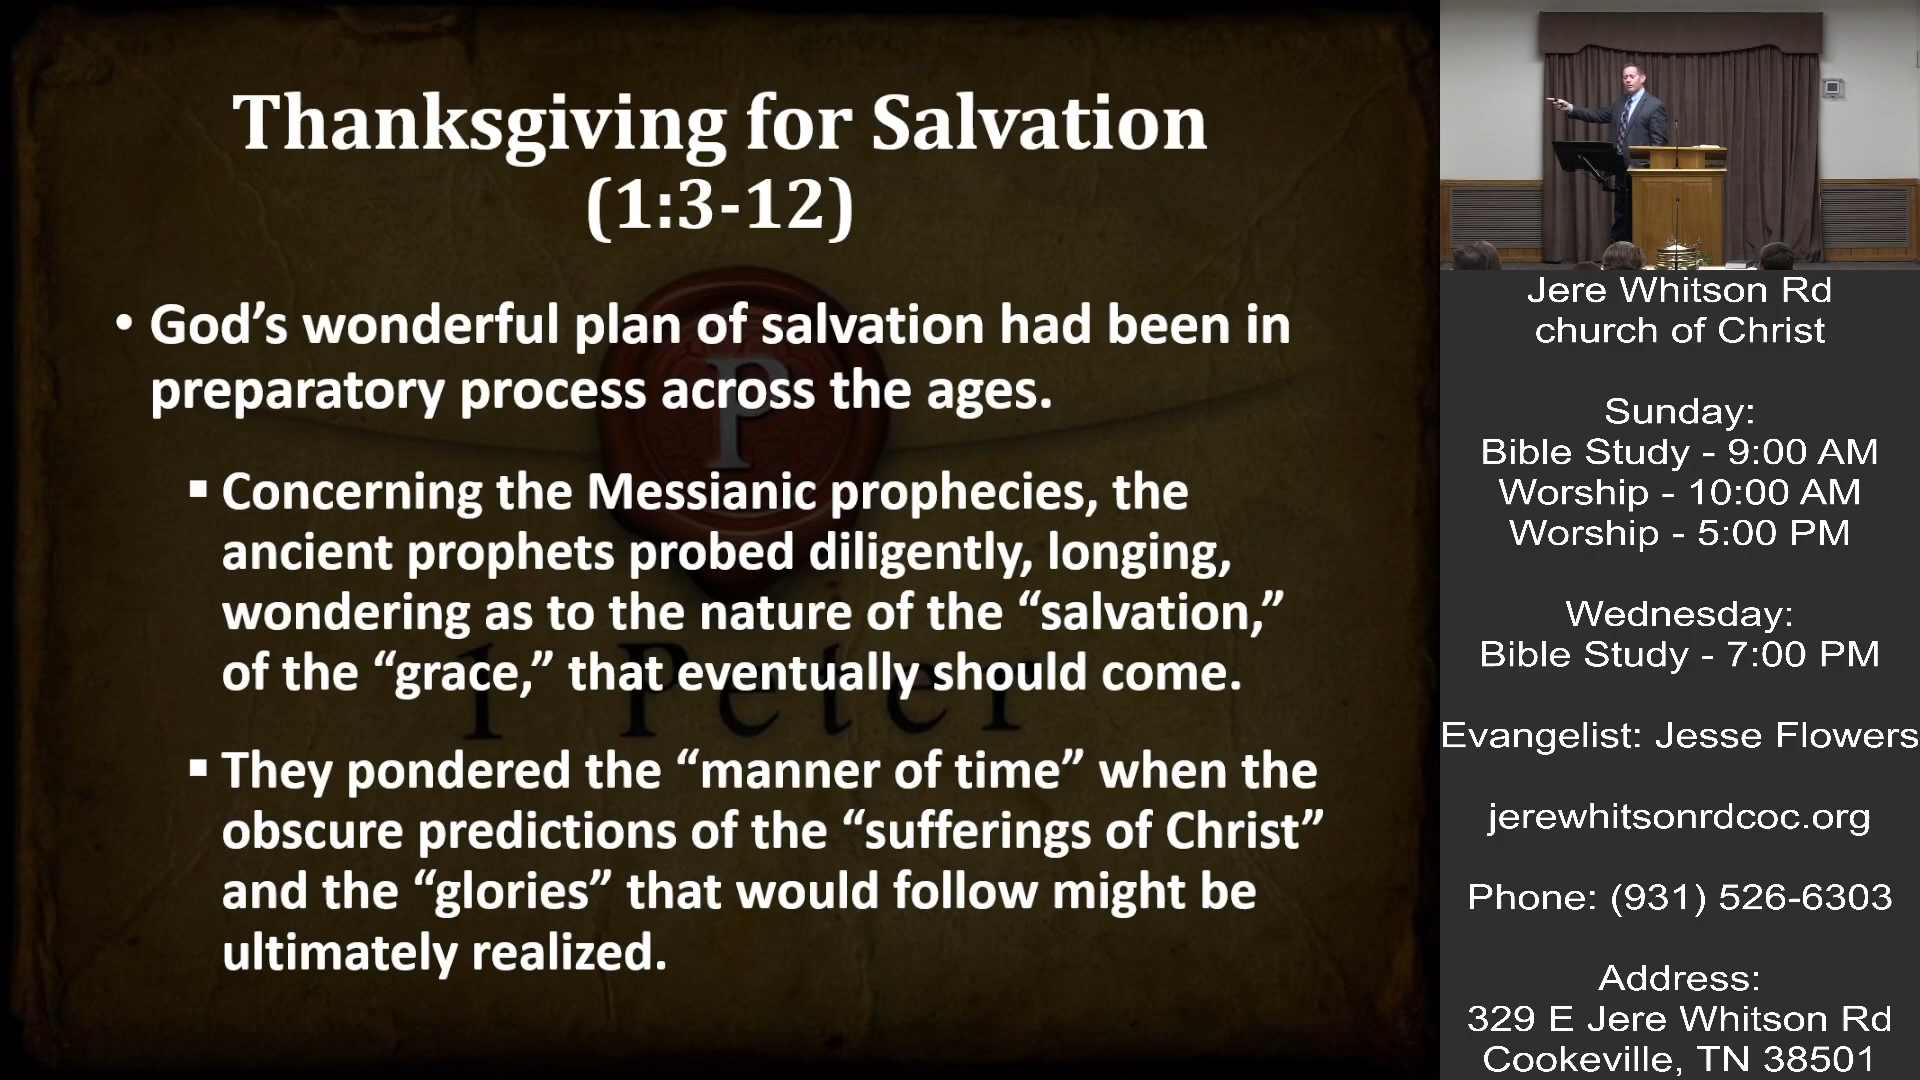 Thanksgiving for Salvation
(1:3-12)
• God’s wonderful plan of salvation had been in
preparatory process across the ages.
▪ Concerning the Messianic prophecies, the
ancient prophets probed diligently, longing,
wondering as to the nature of the “salvation,”
of the “grace,” that eventually should come.
▪ They pondered the “manner of time” when the
obscure predictions of the “sufferings of Christ”
and the “glories” that would follow might be
ultimately realized.
P
1 Peter
Jere Whitson Rd
church of Christ
Sunday:
Bible Study - 9:00 AM
Worship - 10:00 AM
Worship - 5:00 PM
Wednesday:
Bible Study - 7:00 PM
Evangelist: Jesse Flowers
jerewhitsonrdcoc.org
Phone: (931) 526-6303
Address:
329 E Jere Whitson Rd
Cookeville, TN 38501